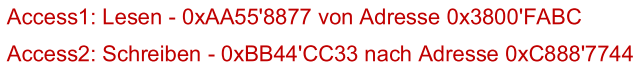 Access1: Lesen - 0xAA55'8877 von Adresse 0x3800'FABC
Access2: Schreiben - 0xBB44'CC33 nach Adresse 0xC888'7744